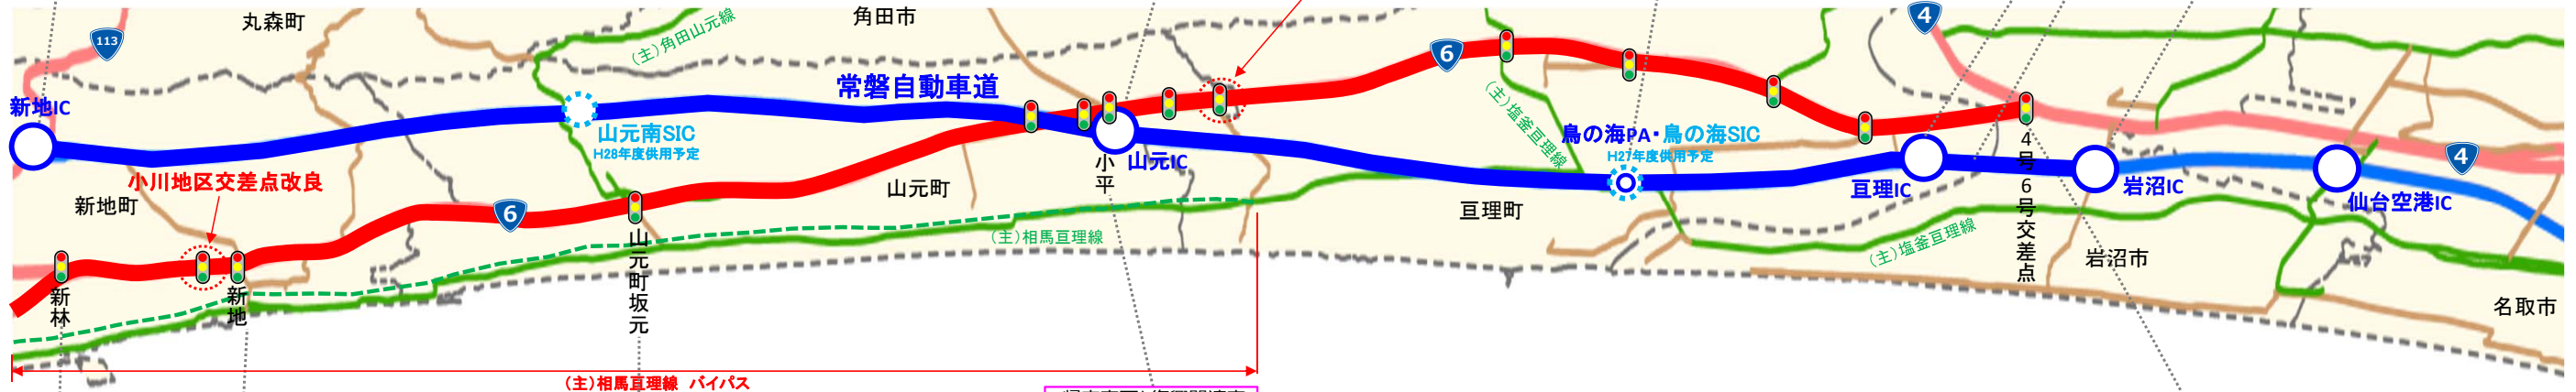 丸森町
113
(主)角田山元線
角田市
6
4
新地IC
常磐自動車道
山元南SIC
H28年度供用予定
小川地区交差点改良
新地町
6
山元町
小平
山元IC
(主)塩釜亘理線
鳥の海PA・鳥の海SIC
H27年度供用予定
亘理町
亘理IC
4号6号交差点
岩沼IC
仙台空港IC
4
(主)相馬亘理線
(主)塩釜亘理線
岩沼市
名取市
新林
新地
山元町坂元
(主)相馬亘理線 バイパス